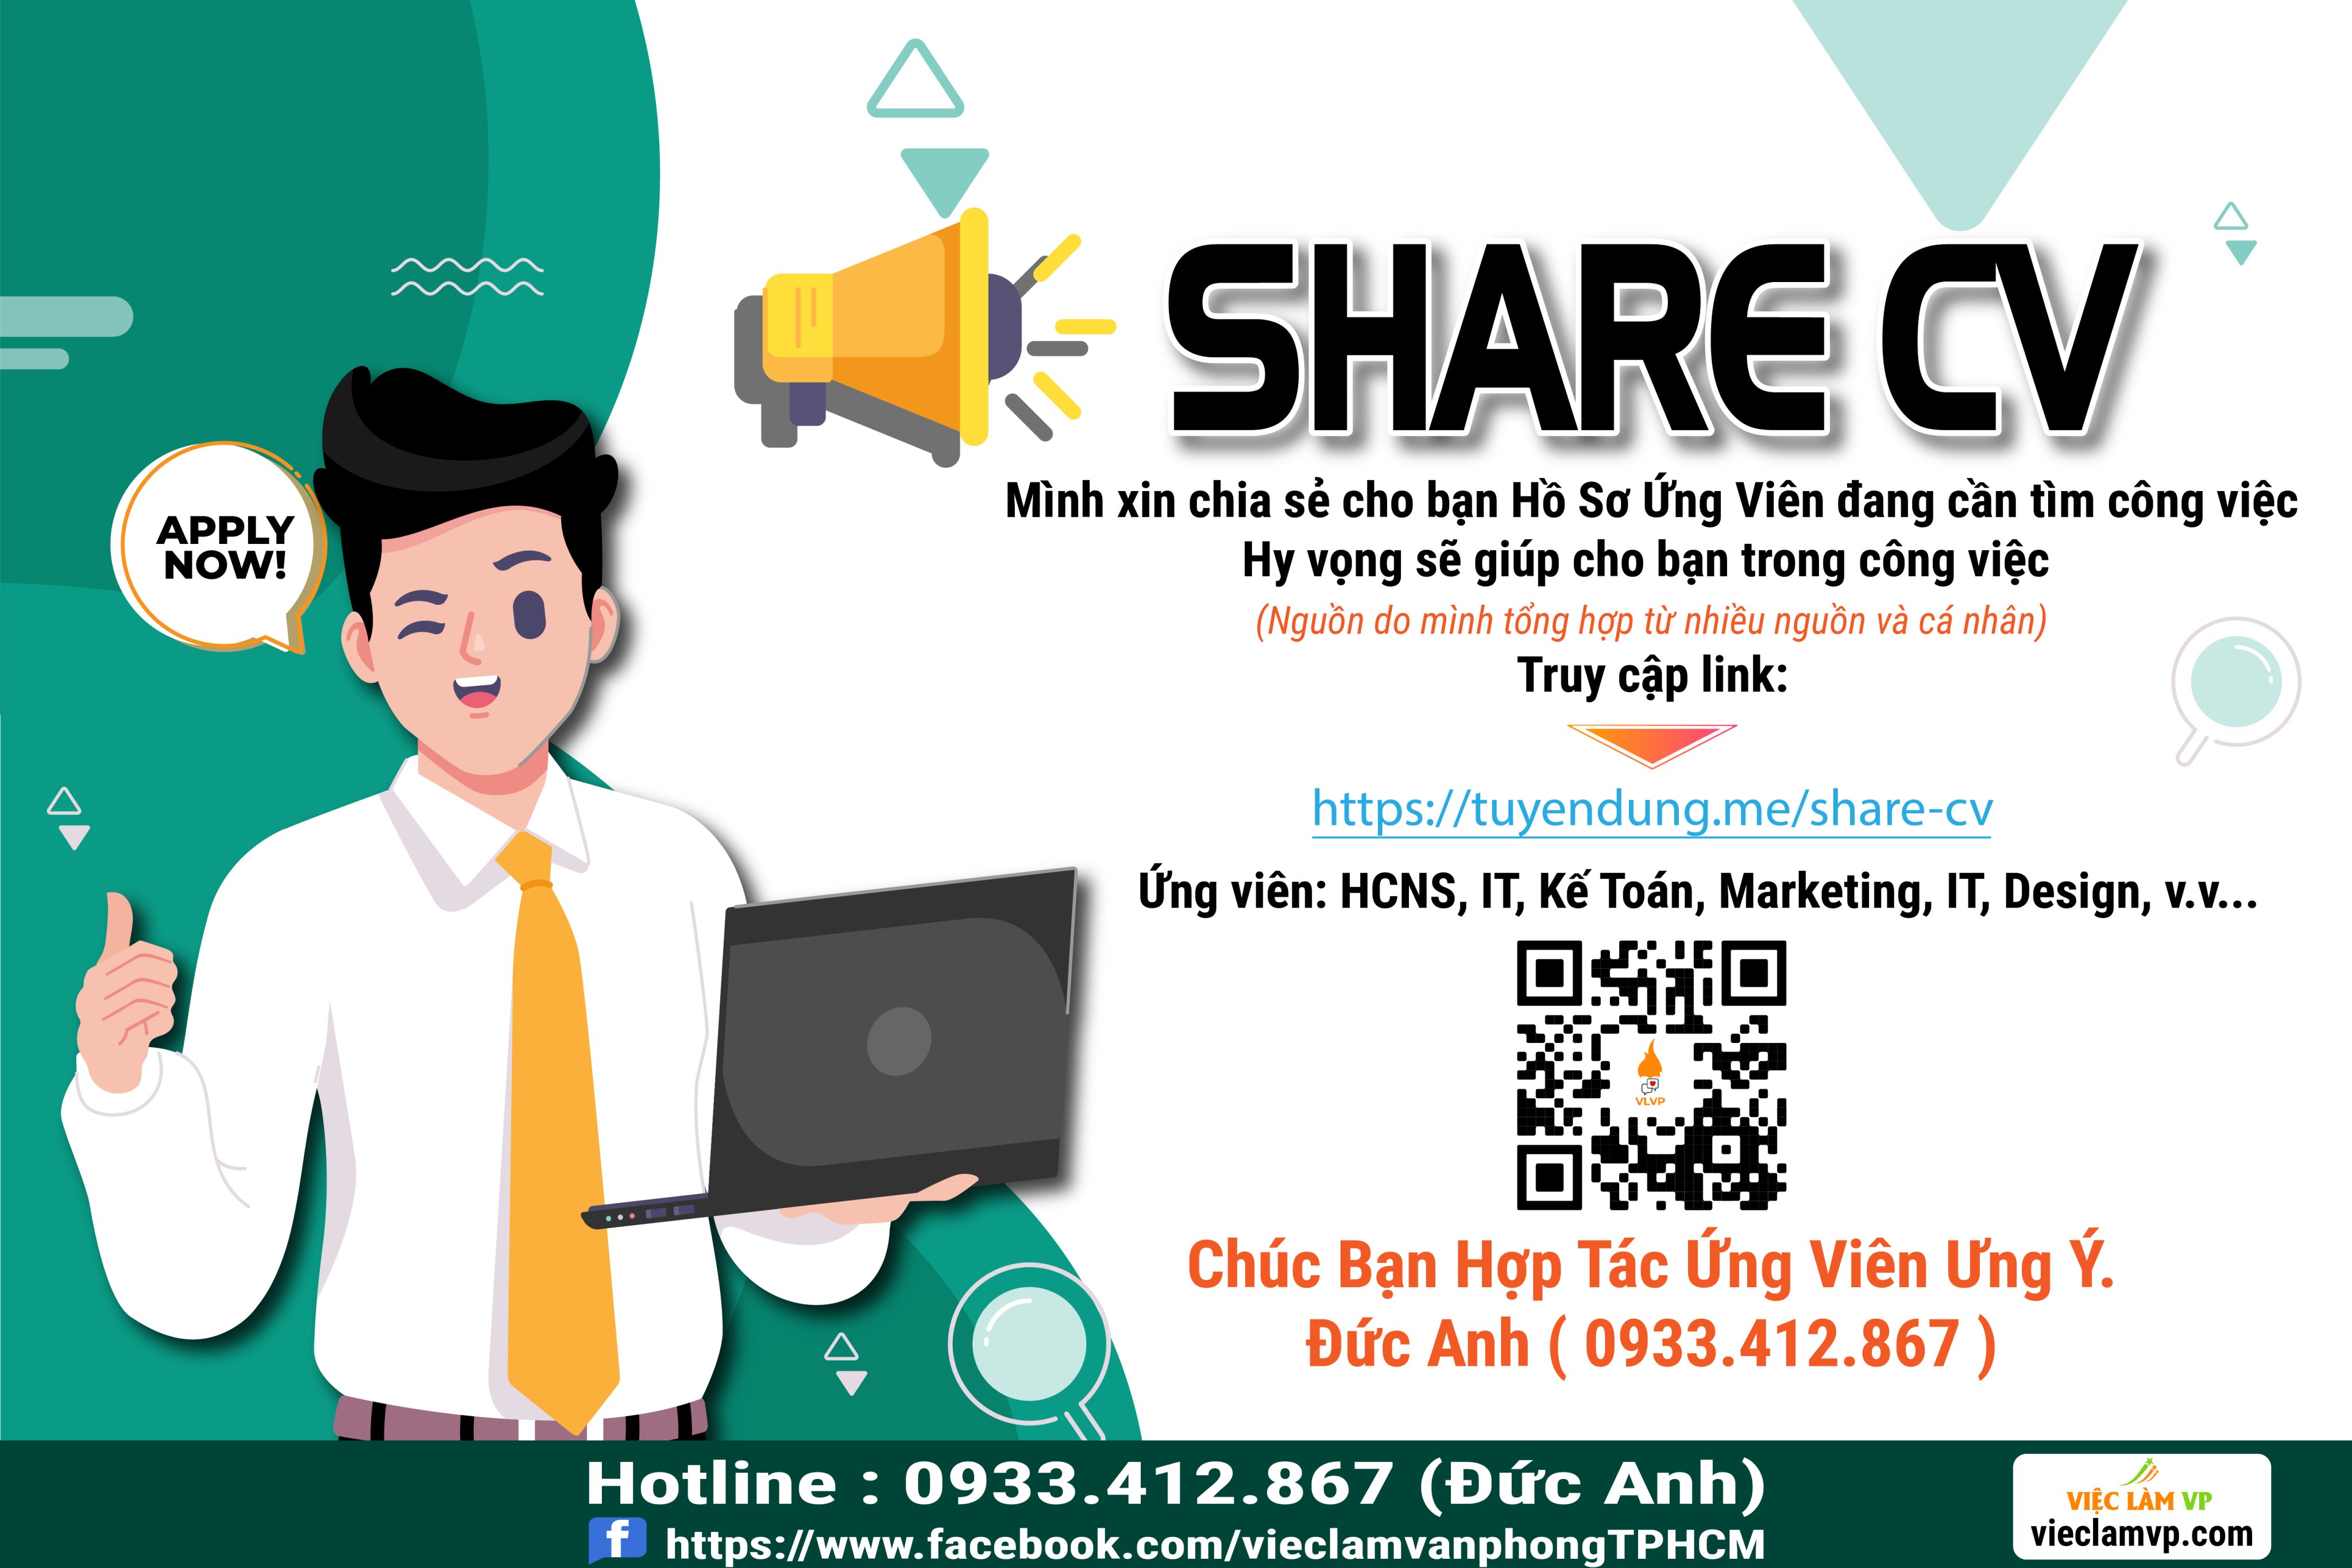 SHARE CV
APPLY
NOW!
Mình xin chia sẻ cho bạn Hồ Sơ Ứng Viên đang cần tìm công việc
Hy vọng sẽ giúp cho bạn trong công việc
(Nguồn do mình tổng hợp từ nhiều nguồn và cá nhân)
Truy cập link:
https://tuyendung.me/share-cv
Ứng viên: HCNS, IT, Kế Toán, Marketing, IT, Design, v.v...
VLVP
Chúc Bạn Hợp Tác Ứng Viên Ưng Ý.
Đức Anh ( 0933.412.867 )
Hotline : 0933.412.867 (Đức Anh)
f https://www.facebook.com/vieclamvanphongTPHCM
VIỆC LÀM VP
vieclamvp.com